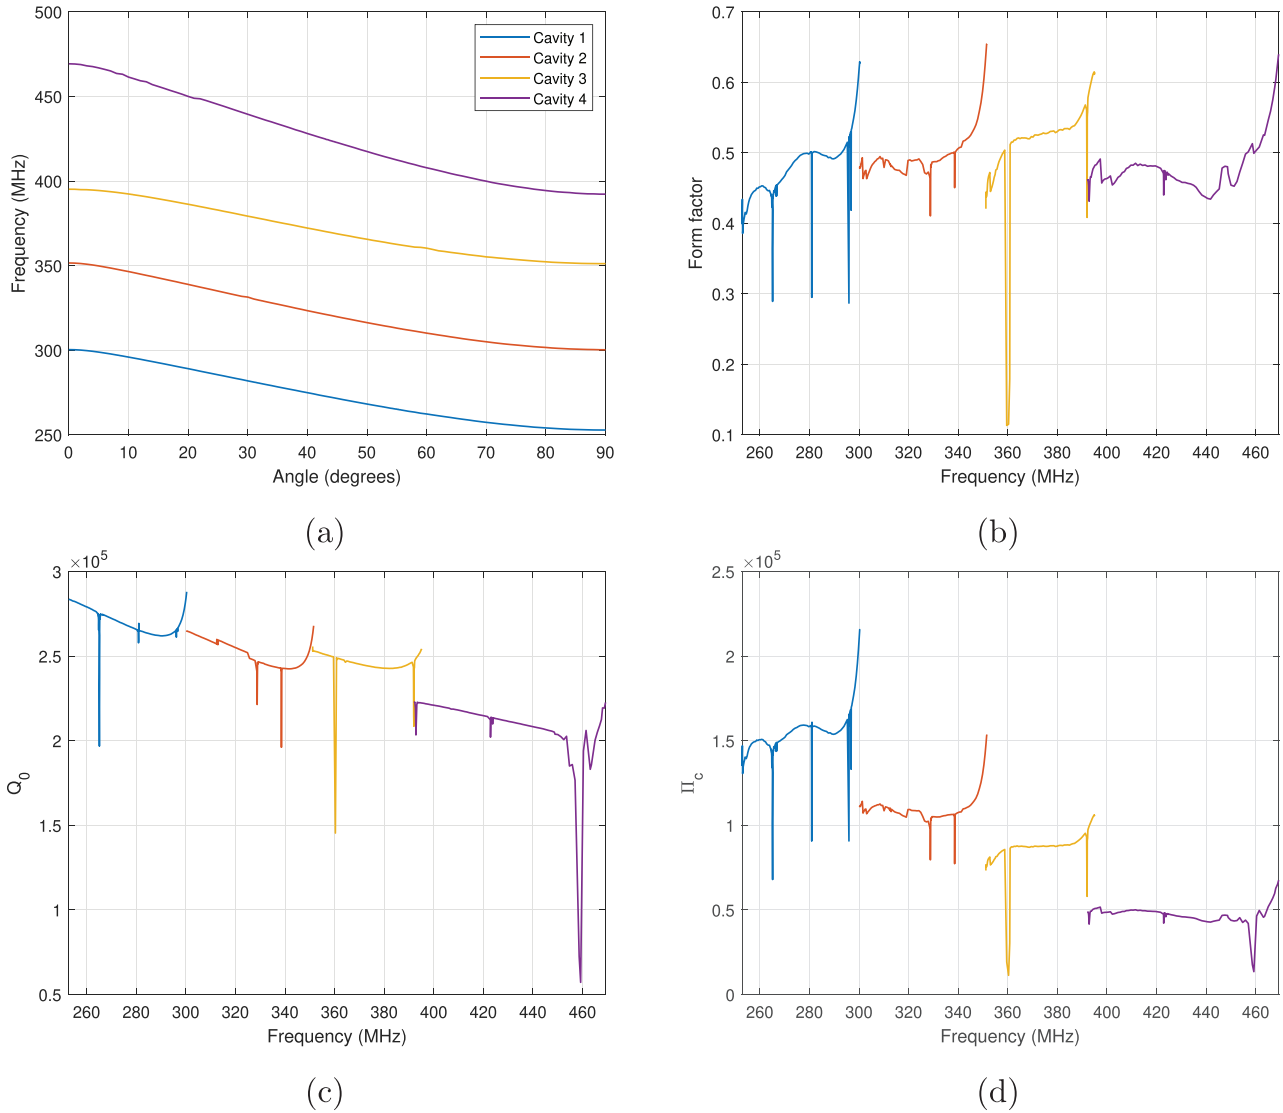 500
450
400
350
300
250
0 10 20 30 40 50 60 70 80 90
Frequency (MHz)
Angle (degrees)
Cavity 1
Cavity 2
Cavity 3
Cavity 4
(a)
0.7
0.6
0.5
0.4
0.3
0.2
0.1
260 280 300 320 340 360 380 400 420 440 460
Form factor
Frequency (MHz)
(b)
×10⁵
3
2.5
2
1.5
1
0.5
260 280 300 320 340 360 380 400 420 440 460
Q₀
Frequency (MHz)
(c)
×10⁵
2.5
2
1.5
1
0.5
0
260 280 300 320 340 360 380 400 420 440 460
Π_c
Frequency (MHz)
(d)